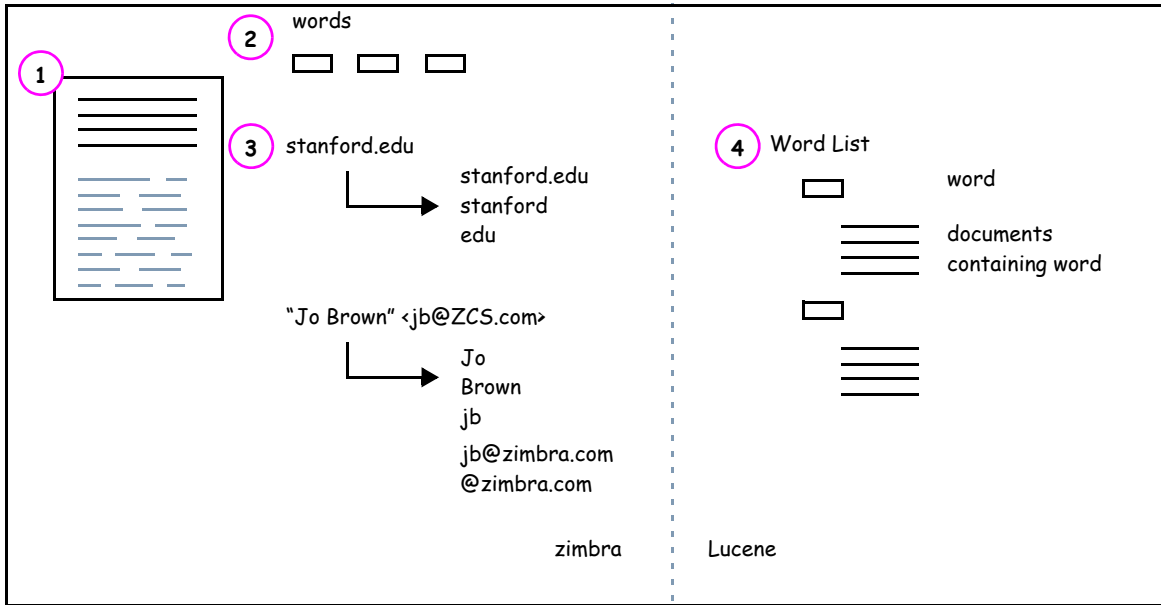 1
2
words
3
stanford.edu
stanford.edu
stanford
edu
“Jo Brown” <jb@ZCS.com>
Jo
Brown
jb
jb@zimbra.com
@zimbra.com
zimbra
4
Word List
word
documents
containing word
Lucene